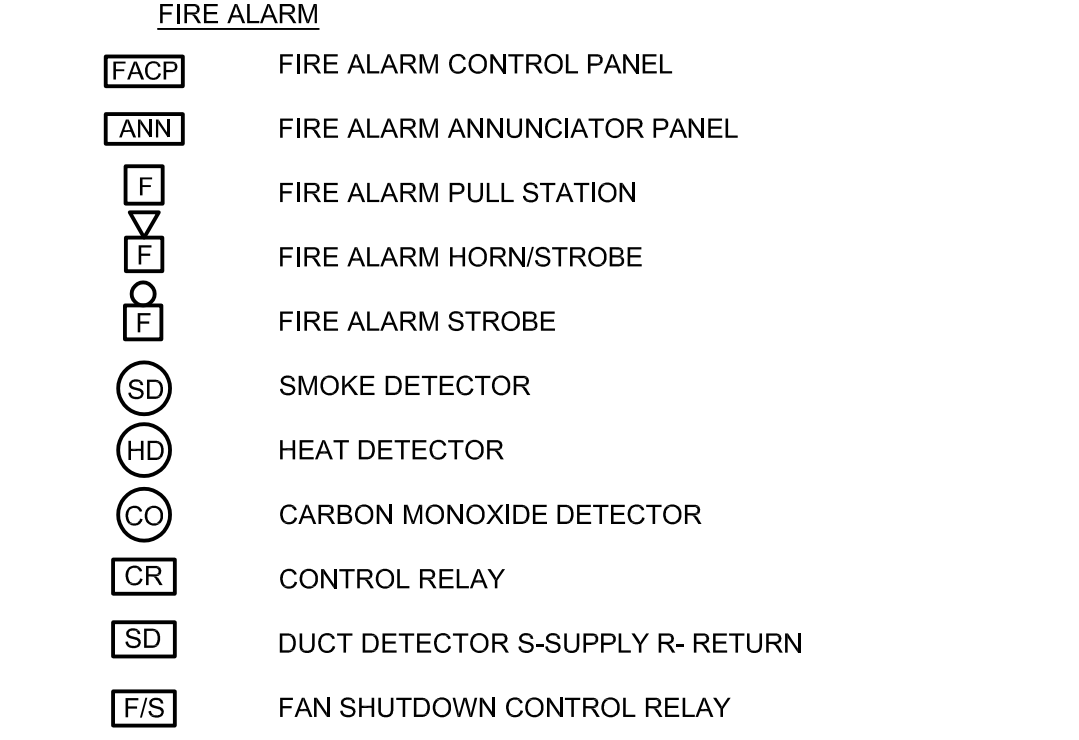 FIRE ALARM
FACP FIRE ALARM CONTROL PANEL
ANN FIRE ALARM ANNUNCIATOR PANEL
F FIRE ALARM PULL STATION
F FIRE ALARM HORN/STROBE
F FIRE ALARM STROBE
SD SMOKE DETECTOR
HD HEAT DETECTOR
CO CARBON MONOXIDE DETECTOR
CR CONTROL RELAY
SD DUCT DETECTOR S-SUPPLY R- RETURN
F/S FAN SHUTDOWN CONTROL RELAY